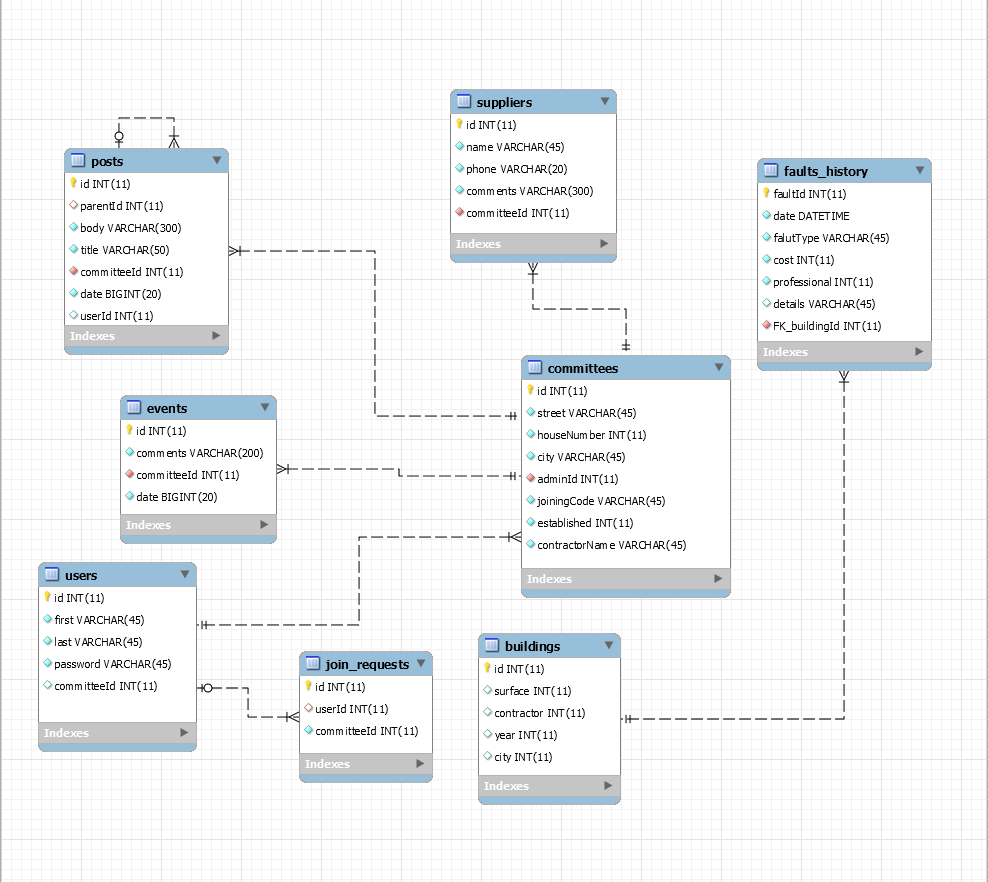 posts
id INT(11)
parentId INT(11)
body VARCHAR(300)
title VARCHAR(50)
committeeId INT(11)
date BIGINT(20)
userId INT(11)
Indexes
suppliers
id INT(11)
name VARCHAR(45)
phone VARCHAR(20)
comments VARCHAR(300)
committeeId INT(11)
Indexes
faults_history
faultId INT(11)
date DATETIME
falutType VARCHAR(45)
cost INT(11)
professional INT(11)
details VARCHAR(45)
FK_buildingId INT(11)
Indexes
events
id INT(11)
comments VARCHAR(200)
committeeId INT(11)
date BIGINT(20)
Indexes
committees
id INT(11)
street VARCHAR(45)
houseNumber INT(11)
city VARCHAR(45)
adminId INT(11)
joiningCode VARCHAR(45)
established INT(11)
contractorName VARCHAR(45)
Indexes
users
id INT(11)
first VARCHAR(45)
last VARCHAR(45)
password VARCHAR(45)
committeeId INT(11)
Indexes
join_requests
id INT(11)
userId INT(11)
committeeId INT(11)
Indexes
buildings
id INT(11)
surface INT(11)
contractor INT(11)
year INT(11)
city INT(11)
Indexes